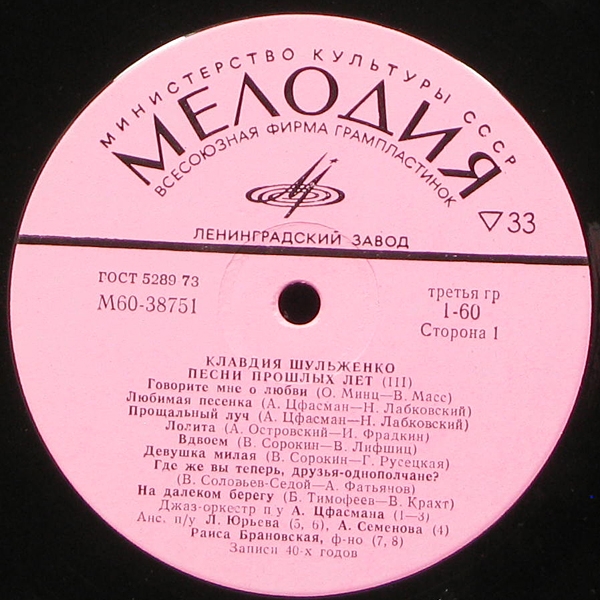 МИНИСТЕРСТВО КУЛЬТУРЫ СССР
МЕЛОДИЯ
ВСЕСОЮЗНАЯ ФИРМА ГРАМПЛАСТИНОК
33
ЛЕНИНГРАДСКИЙ ЗАВОД
ГОСТ 5289 73
М60-38751
третья гр
1-60
Сторона 1
КЛАВДИЯ ШУЛЬЖЕНКО
ПЕСНИ ПРОШЛЫХ ЛЕТ (III)
Говорите мне о любви (О. Минц—В. Масс)
Любимая песенка (А. Цфасман—Н. Лабковский)
Прощальный луч (А. Цфасман—Н. Лабковский)
Лолита (А. Островский—И. Фрадкин)
Вдвоем (В. Сорокин—В. Лифшиц)
Девушка милая (В. Сорокин—Г. Русецкая)
Где же вы теперь, друзья-однополчане?
(В. Соловьев-Седой—А. Фатьянов)
На далеком берегу (Б. Тимофеев—В. Крахт)
Джаз-оркестр п у А. Цфасмана (1—3)
Анс. п/у Л. Юрьева (5, 6), А. Семенова (4)
Раиса Брановская, ф-но (7, 8)
Записи 40-х годов